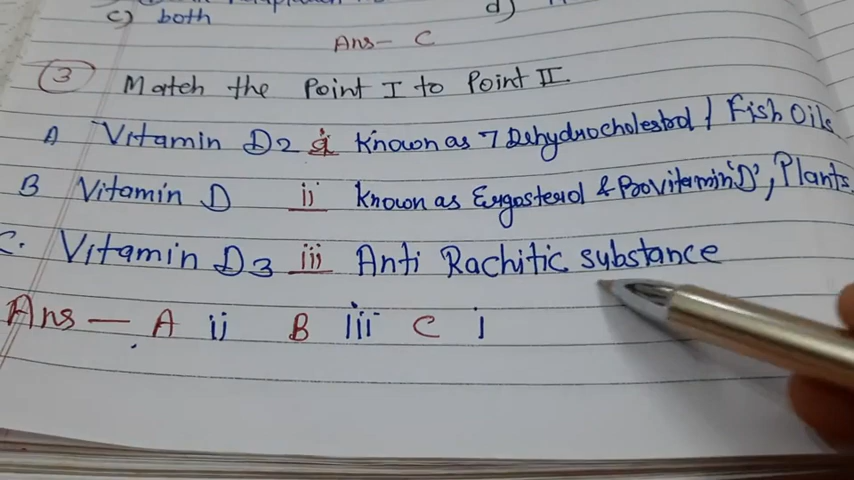 c) both
d)
Ans- C
3 Match the Point I to Point II.
A Vitamin D2 i Known as 7 Dehydrocholestrol / Fish Oils
B Vitamin D ii Known as Ergosterol & Provitamin 'D', Plants
C. Vitamin D3 iii Anti Rachitic substance
Ans — A ii B iii C i